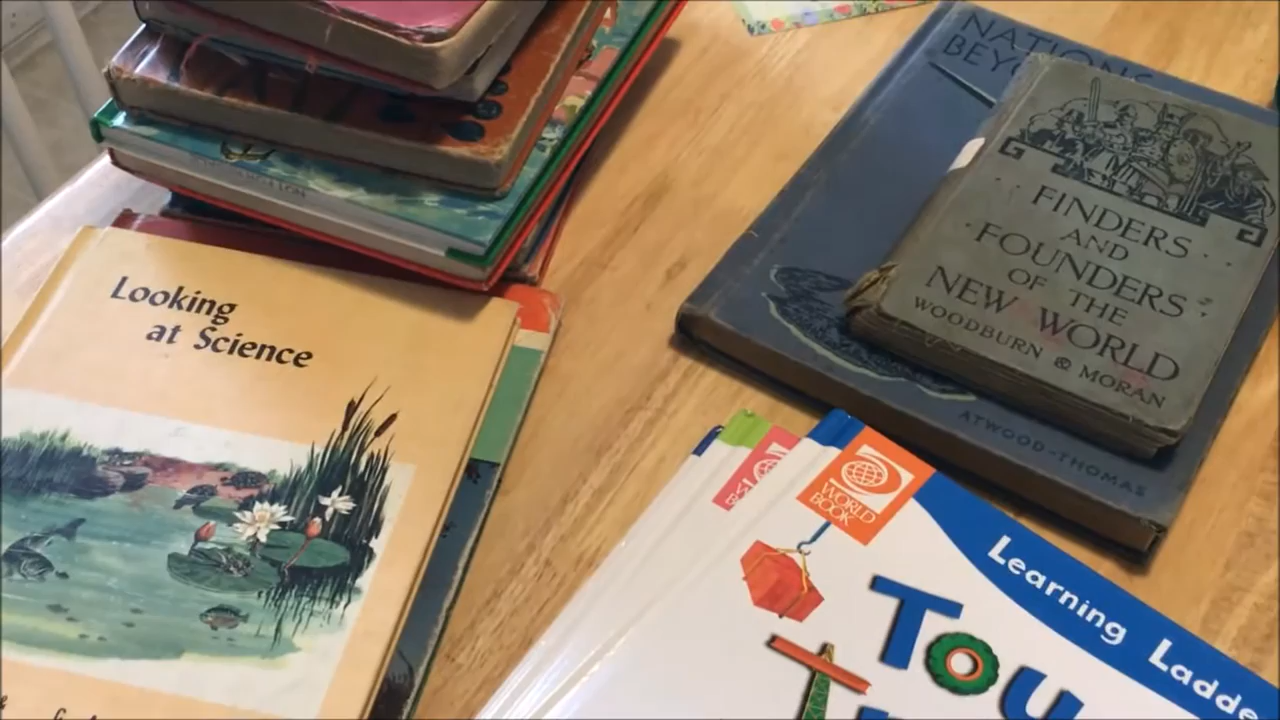 Looking
at Science
NATIONS
BEYO
FINDERS
AND
FOUNDERS
OF THE
NEW WORLD
WOODBURN & MORAN
ATWOOD-THOMAS
WORLD
BOOK
Learning Ladde
TOU